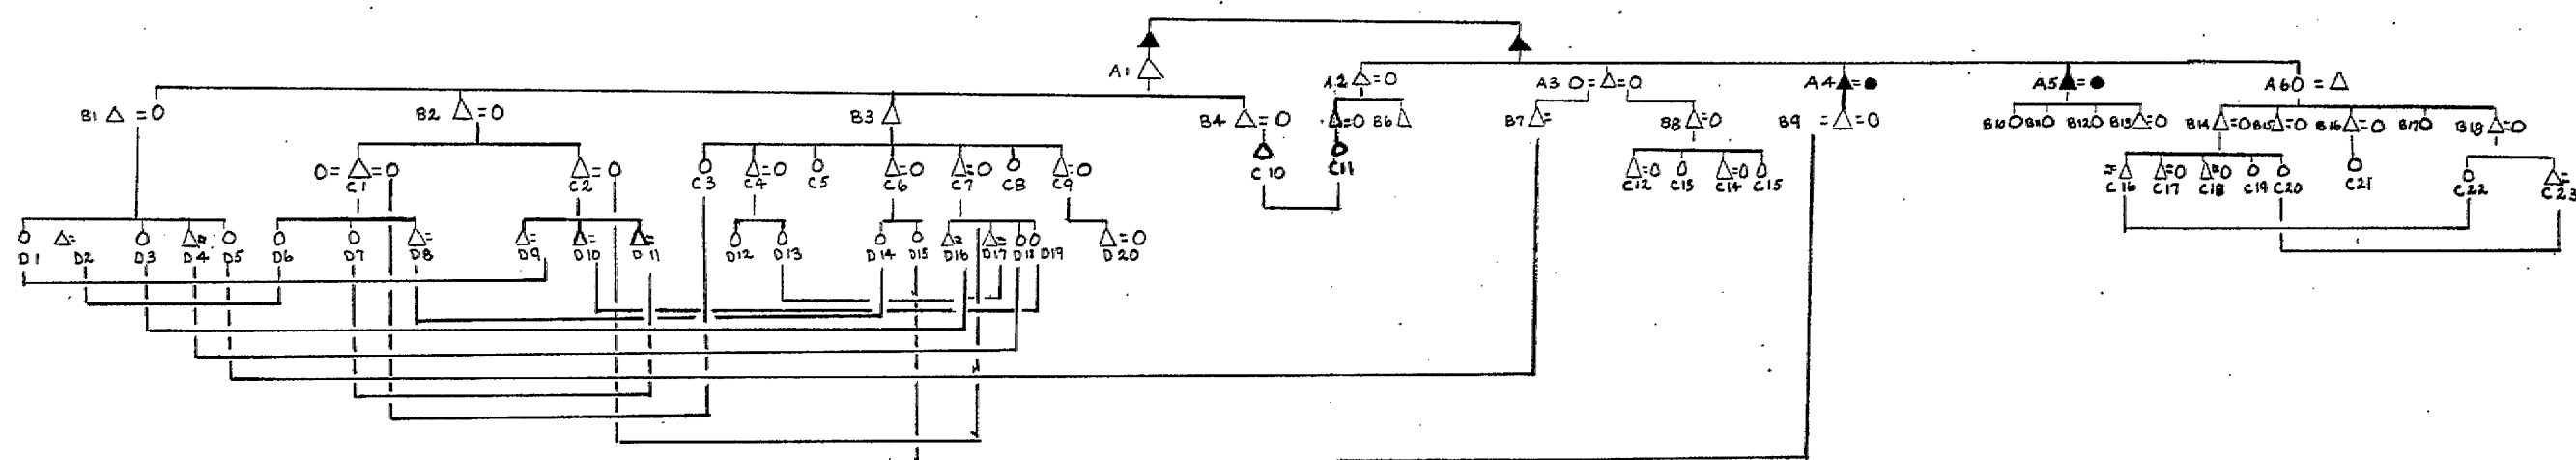 A1
A2 A3 A4 A5 A6
B1 B2 B3 B4 B6 B7 B8 B9 B10 B11 B12 B13 B14 B15 B16 B17 B18
C1 C2 C3 C4 C5 C6 C7 C8 C9 C10 C11 C12 C13 C14 C15 C16 C17 C18 C19 C20 C21 C22 C23
D1 D2 D3 D4 D5 D6 D7 D8 D9 D10 D11 D12 D13 D14 D15 D16 D17 D18 D19 D20